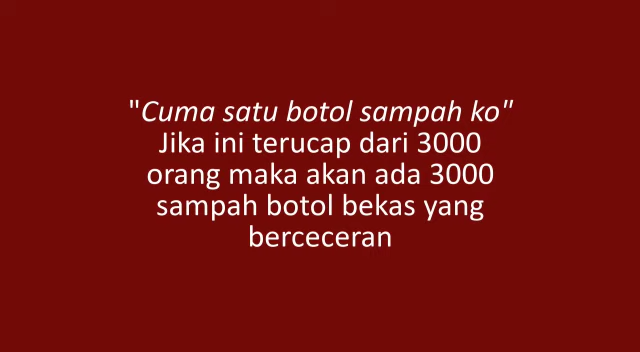 "Cuma satu botol sampah ko"
Jika ini terucap dari 3000
orang maka akan ada 3000
sampah botol bekas yang
berceceran